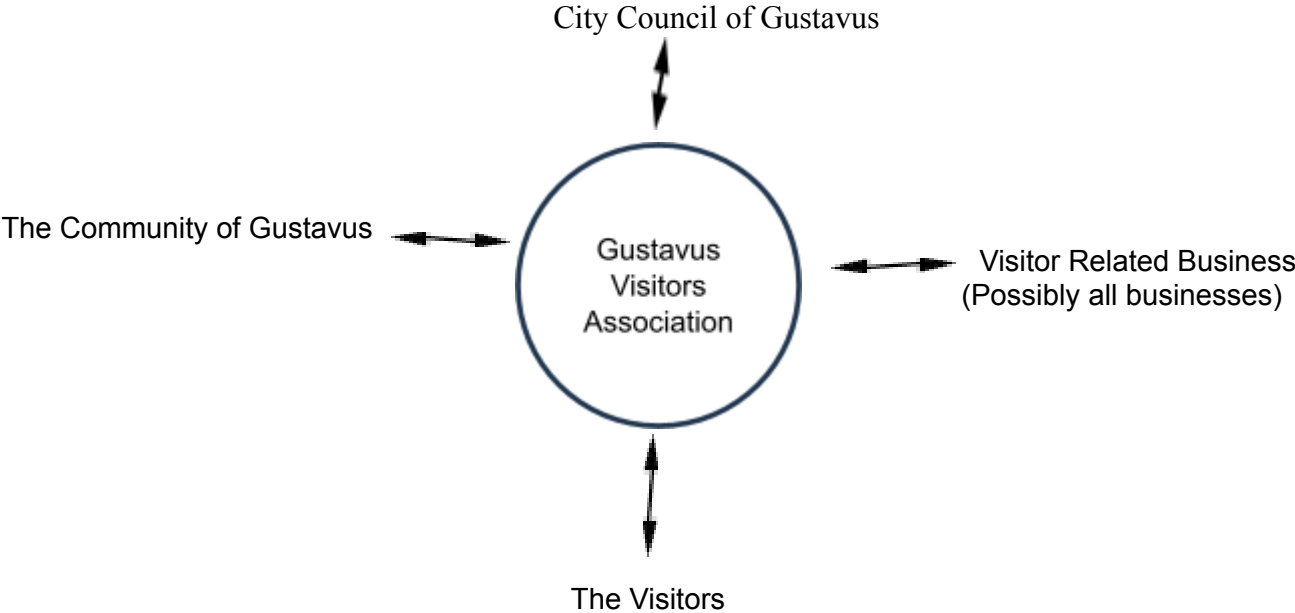 City Council of Gustavus
The Community of Gustavus
Gustavus
Visitors
Association
Visitor Related Business
(Possibly all businesses)
The Visitors